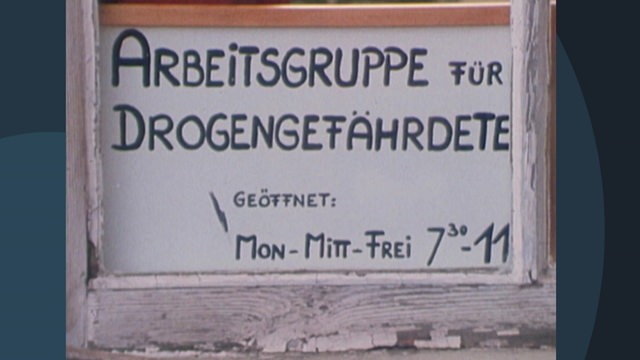 ARBEITSGRUPPE FÜR
DROGENGEFÄHRDETE
GEÖFFNET:
MON-MITT-FREI 7³⁰-11